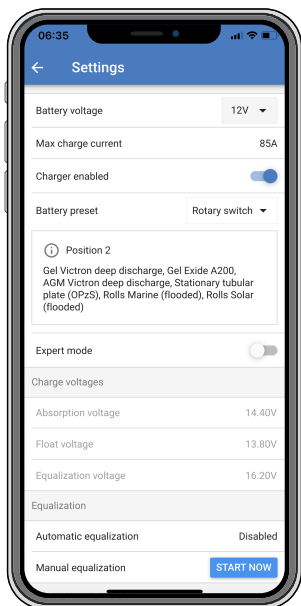 06:35
Settings
Battery voltage 12V
Max charge current 85A
Charger enabled
Battery preset Rotary switch
Position 2
Gel Victron deep discharge, Gel Exide A200,
AGM Victron deep discharge, Stationary tubular
plate (OPzS), Rolls Marine (flooded), Rolls Solar
(flooded)
Expert mode
Charge voltages
Absorption voltage 14.40V
Float voltage 13.80V
Equalization voltage 16.20V
Equalization
Automatic equalization Disabled
Manual equalization START NOW